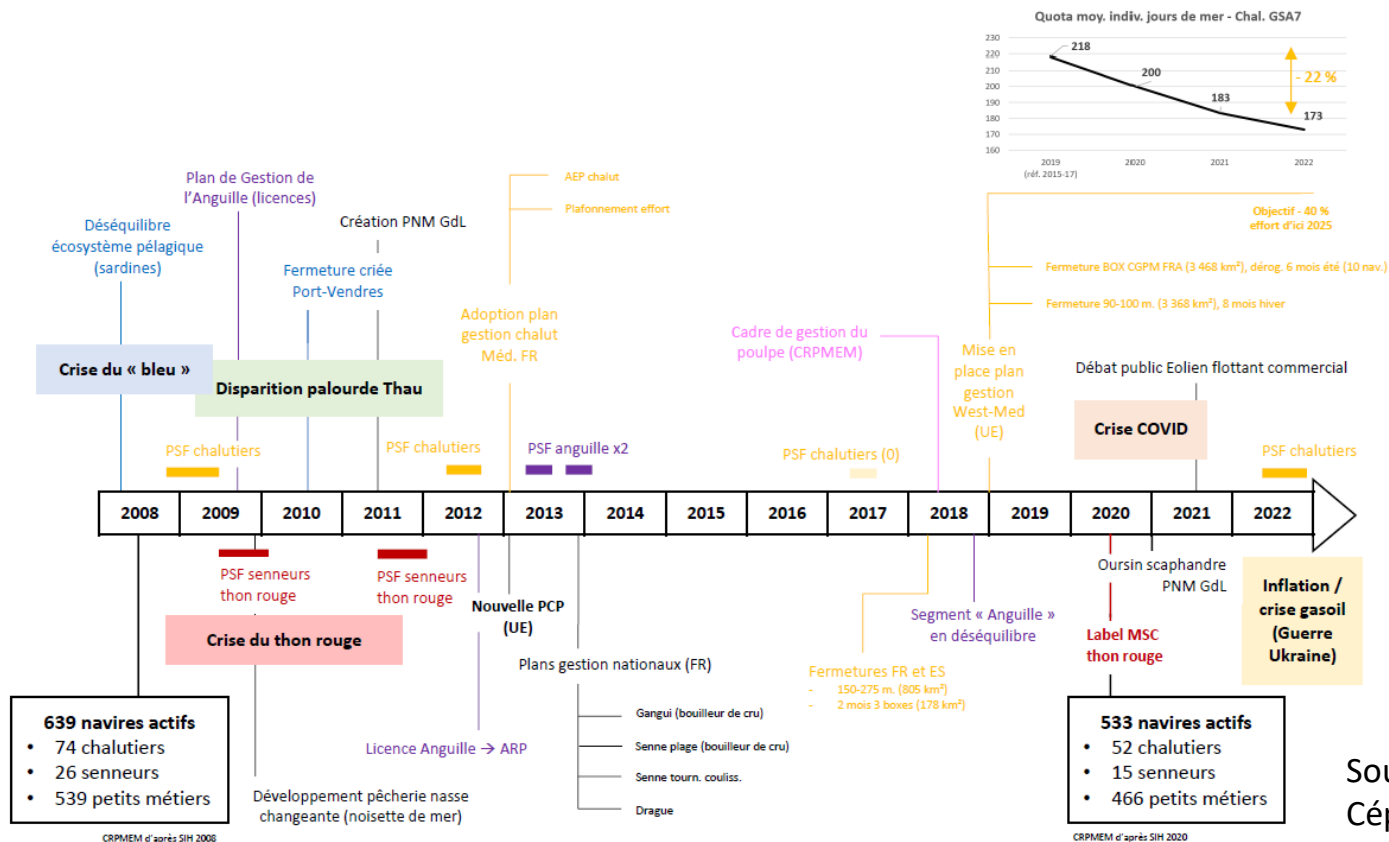 Quota moy. indiv. jours de mer - Chal. GSA7
230
220
210
200
190
180
170
160
218
200
183
173
- 22 %
2019
(réf. 2015-17)
2020
2021
2022
Plan de Gestion de
l'Anguille (licences)
Déséquilibre
écosystème pélagique
(sardines)
Création PNM GdL
Fermeture criée
Port-Vendres
AEP chalut
Plafonnement effort
Adoption plan
gestion chalut
Méd. FR
Objectif - 40 %
effort d'ici 2025
Fermeture BOX CGPM FRA (3 468 km²), dérog. 6 mois été (10 nav.)
Fermeture 90-100 m. (3 368 km²), 8 mois hiver
Cadre de gestion du
poulpe (CRPMEM)
Mise en
place plan
gestion
West-Med
(UE)
Débat public Eolien flottant commercial
Crise du « bleu »
Disparition palourde Thau
Crise COVID
PSF chalutiers
PSF chalutiers
PSF anguille x2
PSF chalutiers (0)
PSF chalutiers
2008
2009
2010
2011
2012
2013
2014
2015
2016
2017
2018
2019
2020
2021
2022
PSF senneurs
thon rouge
PSF senneurs
thon rouge
Crise du thon rouge
Nouvelle PCP
(UE)
Plans gestion nationaux (FR)
Gangui (bouilleur de cru)
Senne plage (bouilleur de cru)
Senne tourn. couliss.
Drague
Fermetures FR et ES
- 150-275 m. (805 km²)
- 2 mois 3 boxes (178 km²)
Segment « Anguille »
en déséquilibre
Oursin scaphandre
PNM GdL
Label MSC
thon rouge
Inflation /
crise gasoil
(Guerre
Ukraine)
639 navires actifs
• 74 chalutiers
• 26 senneurs
• 539 petits métiers
CRPMEM d'après SIH 2008
Développement pêcherie nasse
changeante (noisette de mer)
Licence Anguille → ARP
533 navires actifs
• 52 chalutiers
• 15 senneurs
• 466 petits métiers
CRPMEM d'après SIH 2020
Sou
Cép